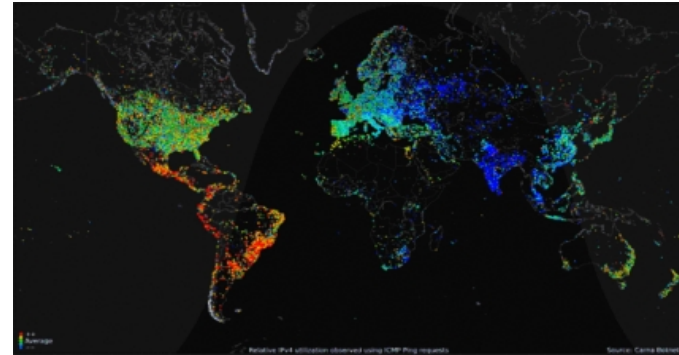 Average
Relative IPv4 utilization observed using ICMP Ping requests
Source: Carna Botnet